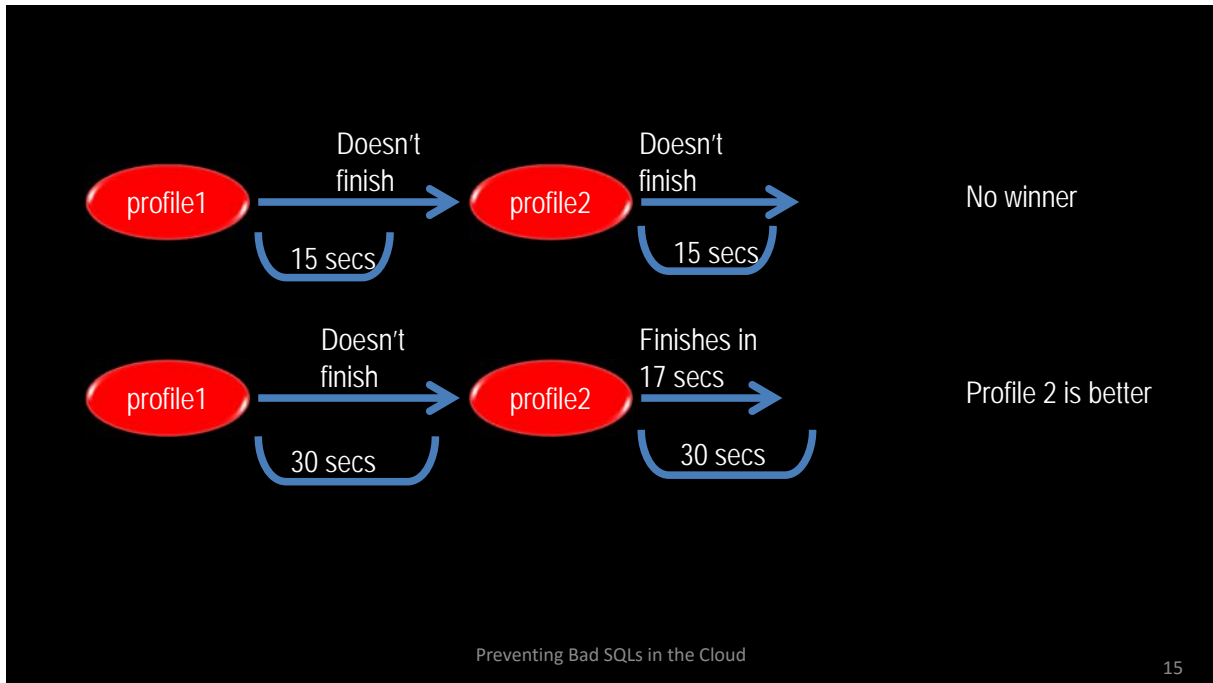 Doesn't
finish
Doesn't
finish
profile1
profile2
No winner
15 secs
15 secs
Doesn't
finish
Finishes in
17 secs
profile1
profile2
Profile 2 is better
30 secs
30 secs
Preventing Bad SQLs in the Cloud
15